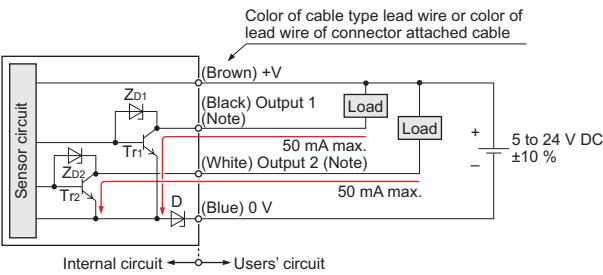 Color of cable type lead wire or color of
lead wire of connector attached cable
(Brown) +V
(Black) Output 1
(Note)
Load
Load
ZD1
Tr1
50 mA max.
(White) Output 2 (Note)
ZD2
Tr2
50 mA max.
D
(Blue) 0 V
Sensor circuit
+
5 to 24 V DC
±10 %
–
Internal circuit
Users' circuit